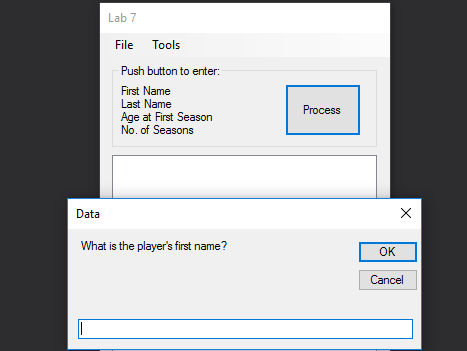 Lab 7
File Tools
Push button to enter:
First Name
Last Name
Age at First Season
No. of Seasons
Process
Data
What is the player's first name?
OK
Cancel